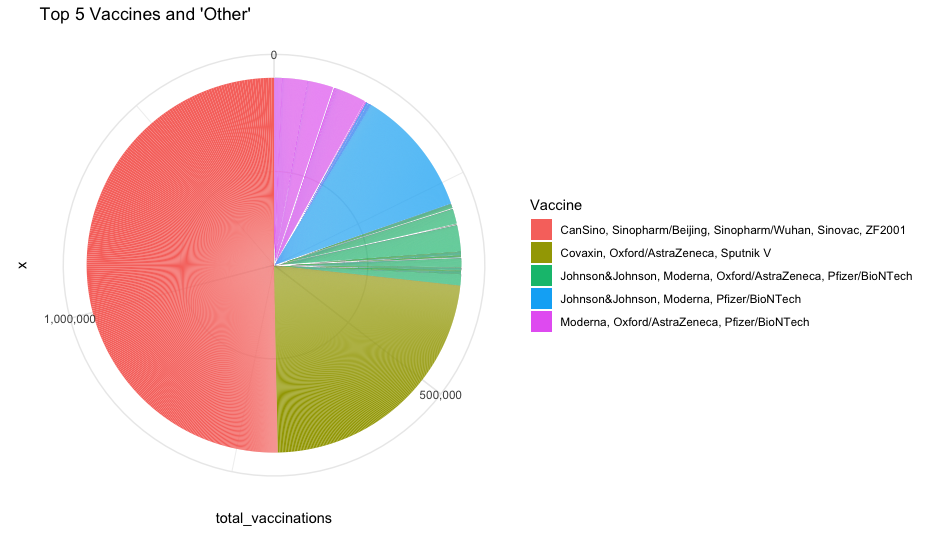 Top 5 Vaccines and 'Other'
0
x
1,000,000
500,000
total_vaccinations
Vaccine
CanSino, Sinopharm/Beijing, Sinopharm/Wuhan, Sinovac, ZF2001
Covaxin, Oxford/AstraZeneca, Sputnik V
Johnson&Johnson, Moderna, Oxford/AstraZeneca, Pfizer/BioNTech
Johnson&Johnson, Moderna, Pfizer/BioNTech
Moderna, Oxford/AstraZeneca, Pfizer/BioNTech